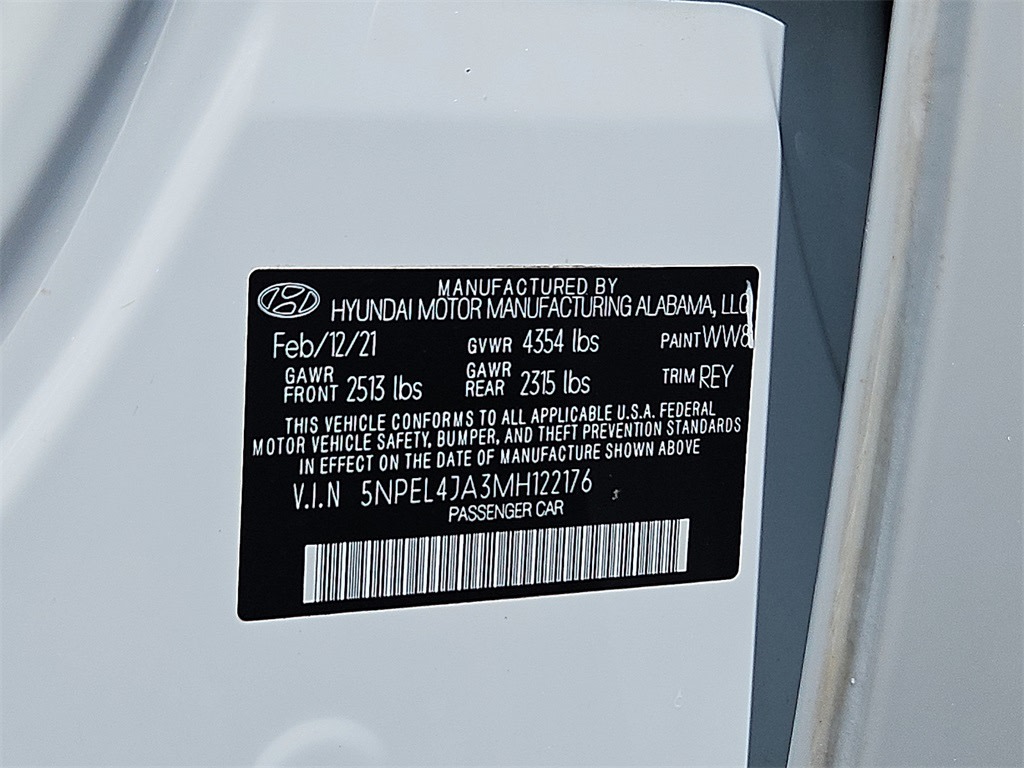 MANUFACTURED BY
HYUNDAI MOTOR MANUFACTURING ALABAMA, LLC
Feb/12/21 GVWR 4354 lbs PAINT WW8
GAWR FRONT 2513 lbs GAWR REAR 2315 lbs TRIM REY
THIS VEHICLE CONFORMS TO ALL APPLICABLE U.S.A. FEDERAL
MOTOR VEHICLE SAFETY, BUMPER, AND THEFT PREVENTION STANDARDS
IN EFFECT ON THE DATE OF MANUFACTURE SHOWN ABOVE
V.I.N 5NPEL4JA3MH122176
PASSENGER CAR